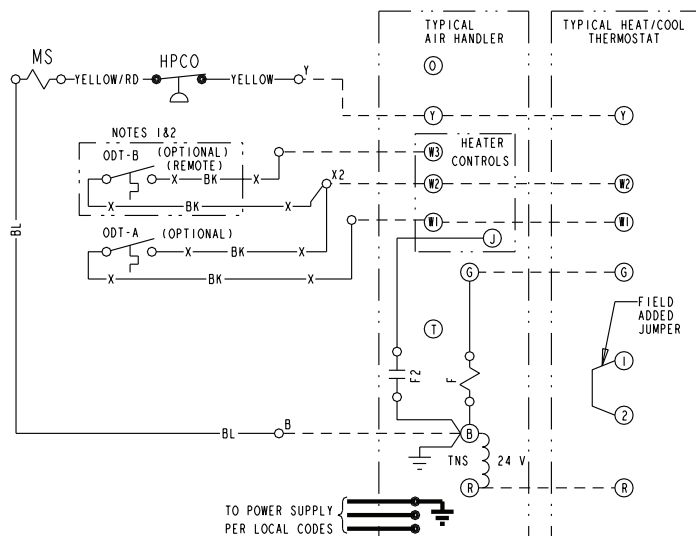 TYPICAL
AIR HANDLER
TYPICAL HEAT/COOL
THERMOSTAT
O
MS
YELLOW/RD
HPCO
YELLOW
Y
Y
Y
NOTES 1&2
ODT-B
(OPTIONAL)
(REMOTE)
X
BK
X
X
BK
X
X2
W3
HEATER
CONTROLS
W2
W2
W1
W1
J
ODT-A
(OPTIONAL)
X
BK
X
X
BK
X
BL
G
G
T
F2
F
FIELD
ADDED
JUMPER
1
2
BL
B
B
TNS
24 V
R
R
TO POWER SUPPLY
PER LOCAL CODES